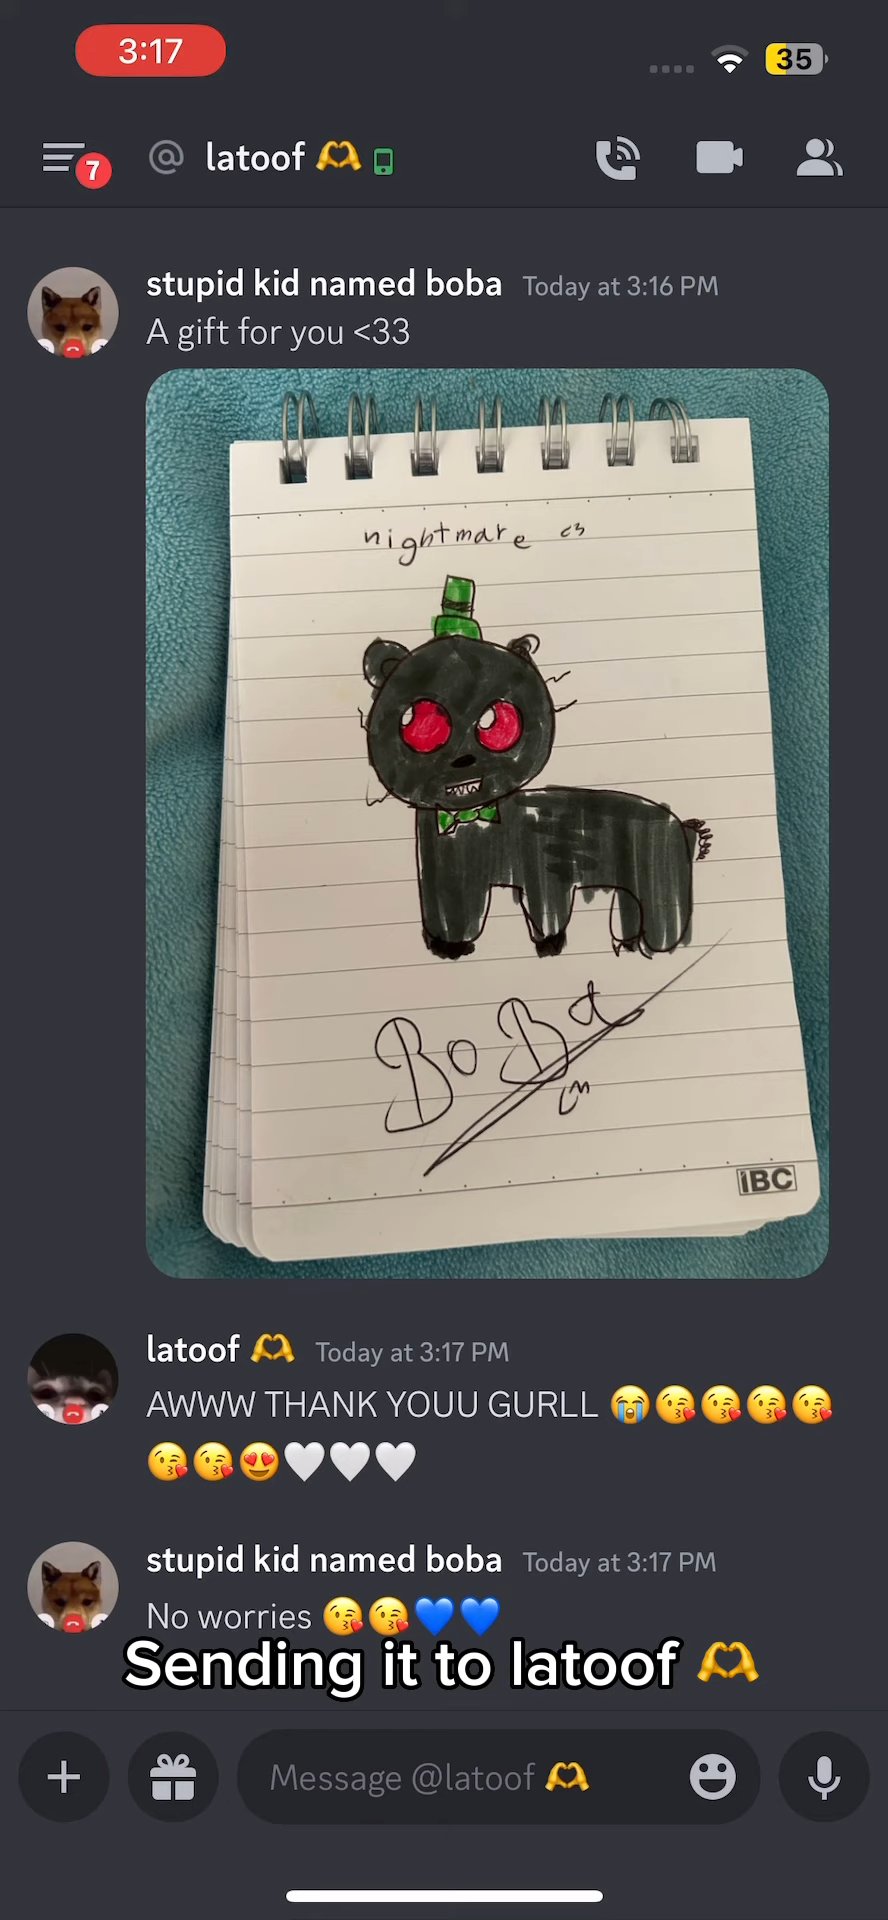 3:17
35
7
@ latoof 🫶
stupid kid named boba Today at 3:16 PM
A gift for you <33
nightmare <3
BoBa
<3
iBC
latoof 🫶 Today at 3:17 PM
AWWW THANK YOUU GURLL 😭😘😘😘😘
😘😘😍🤍🤍🤍
stupid kid named boba Today at 3:17 PM
No worries 😘😘💙💙
Sending it to latoof 🫶
Message @latoof 🫶